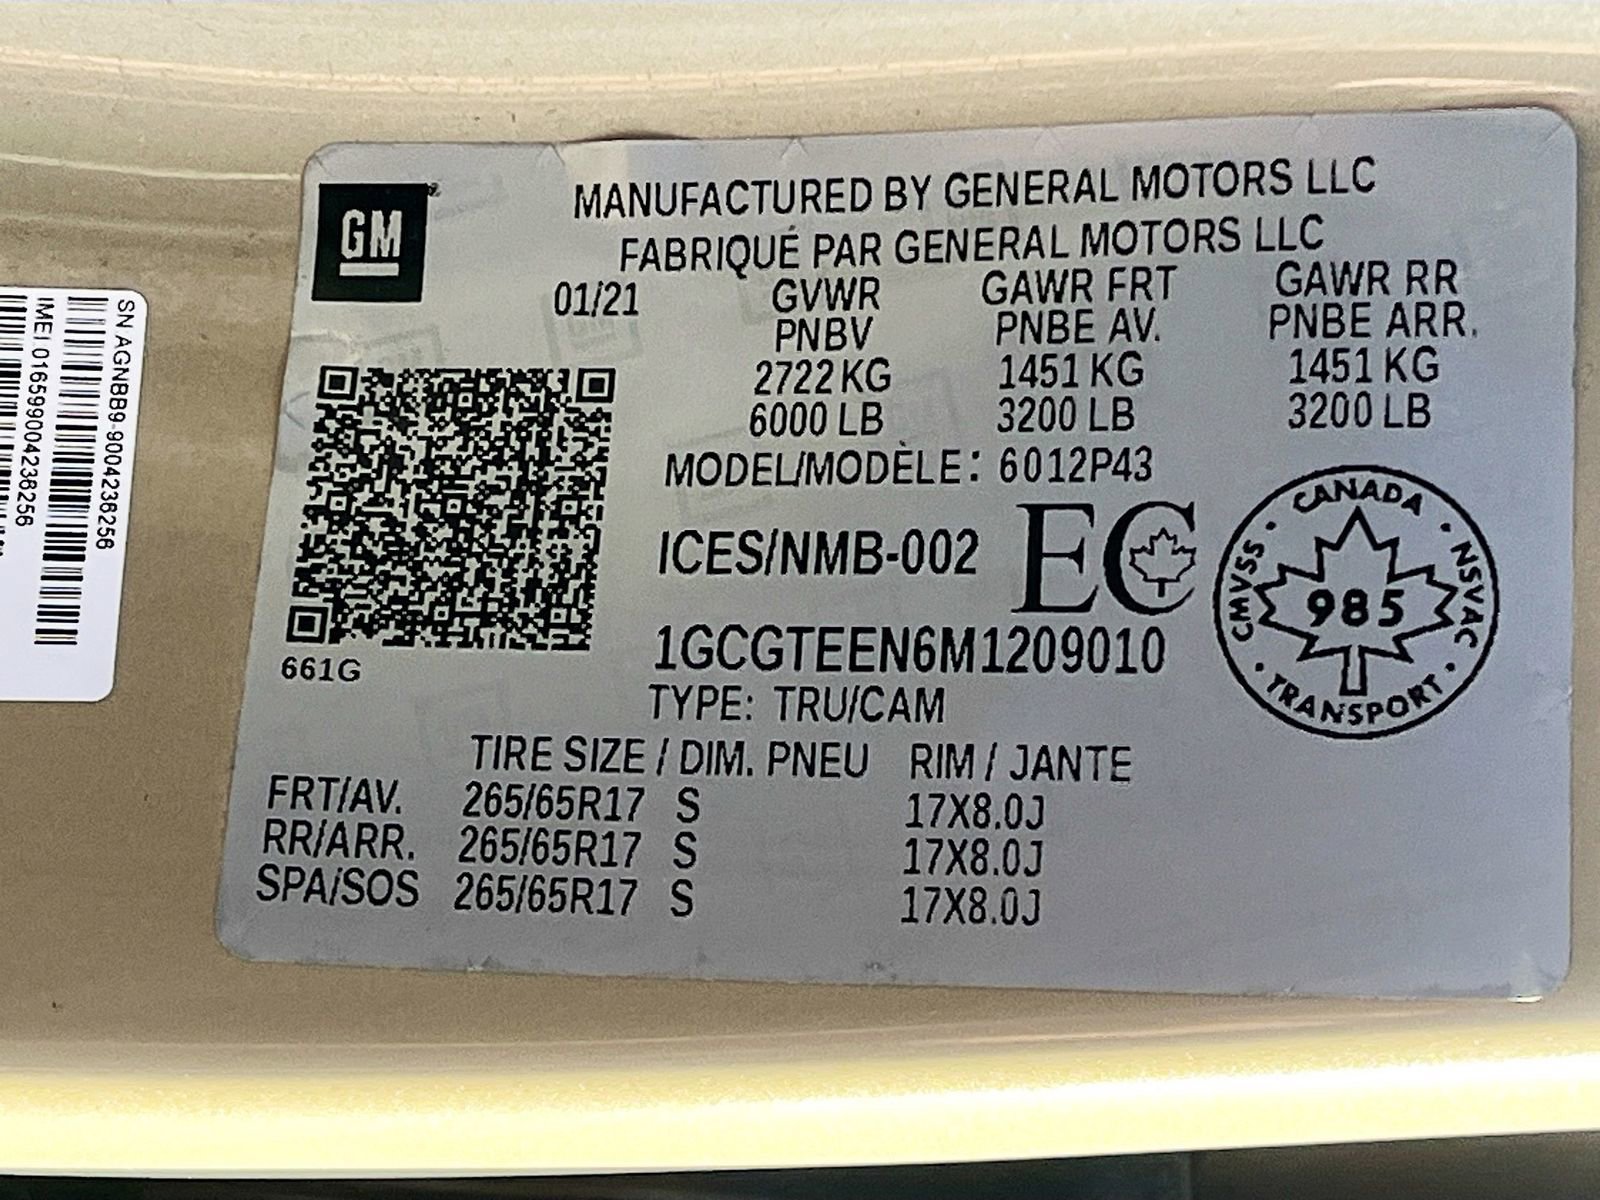 GM
MANUFACTURED BY GENERAL MOTORS LLC
FABRIQUÉ PAR GENERAL MOTORS LLC
01/21 GVWR GAWR FRT GAWR RR
PNBV PNBE AV. PNBE ARR.
2722 KG 1451 KG 1451 KG
6000 LB 3200 LB 3200 LB
MODEL/MODÈLE: 6012P43
ICES/NMB-002 EC
CANADA · NSVAC · TRANSPORT · CMVSS ·
985
661G
1GCGTEEN6M1209010
TYPE: TRU/CAM
TIRE SIZE / DIM. PNEU RIM / JANTE
FRT/AV. 265/65R17 S 17X8.0J
RR/ARR. 265/65R17 S 17X8.0J
SPA/SOS 265/65R17 S 17X8.0J
SN AGNBB9-9004236256
IMEI 016599004236256